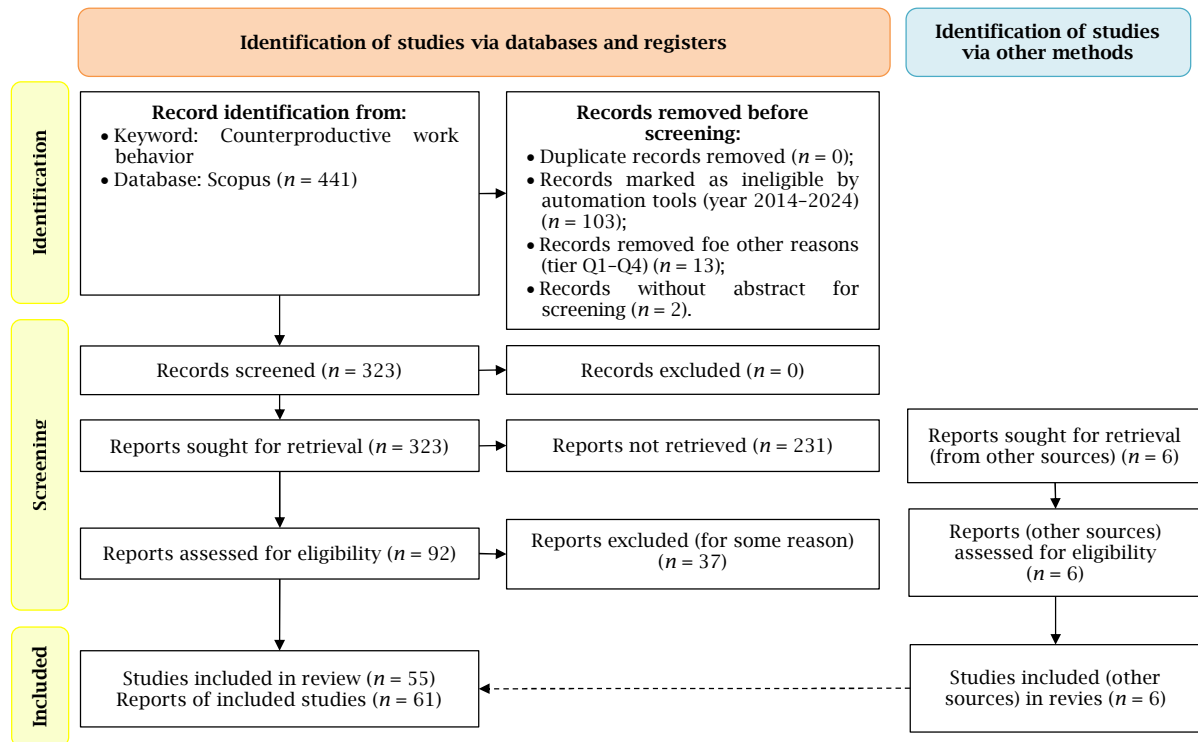 Identification of studies via databases and registers
Identification of studies
via other methods
Identification
Record identification from:
• Keyword: Counterproductive work
behavior
• Database: Scopus (n = 441)
Records removed before
screening:
• Duplicate records removed (n = 0);
• Records marked as ineligible by
automation tools (year 2014–2024)
(n = 103);
• Records removed foe other reasons
(tier Q1–Q4) (n = 13);
• Records without abstract for
screening (n = 2).
Screening
Records screened (n = 323)
Records excluded (n = 0)
Reports sought for retrieval (n = 323)
Reports not retrieved (n = 231)
Reports sought for retrieval
(from other sources) (n = 6)
Reports assessed for eligibility (n = 92)
Reports excluded (for some reason)
(n = 37)
Reports (other sources)
assessed for eligibility
(n = 6)
Included
Studies included in review (n = 55)
Reports of included studies (n = 61)
Studies included (other
sources) in revies (n = 6)